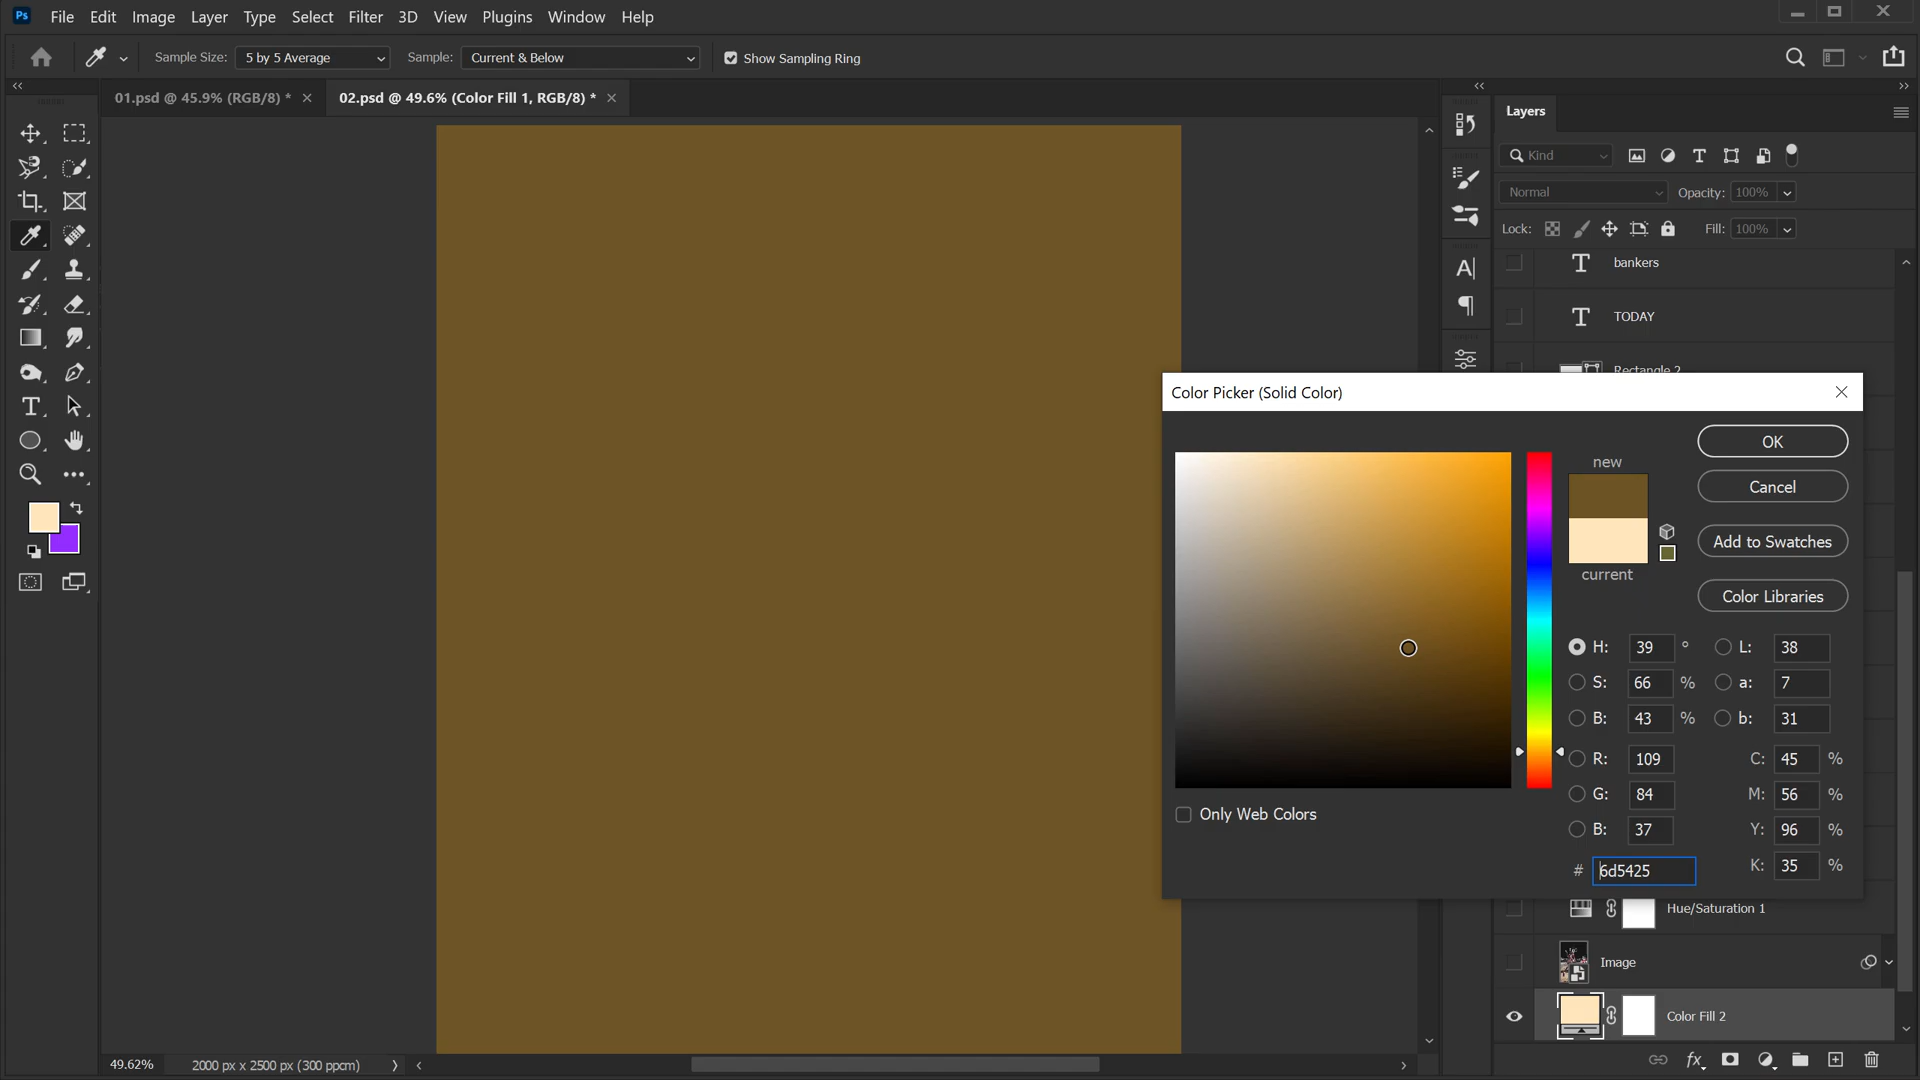 Ps File Edit Image Layer Type Select Filter 3D View Plugins Window Help
Sample Size: 5 by 5 Average Sample: Current & Below Show Sampling Ring
01.psd @ 45.9% (RGB/8) * 02.psd @ 49.6% (Color Fill 1, RGB/8) *
Layers
Kind
Normal Opacity: 100%
Lock: Fill: 100%
bankers
TODAY
Rectangle 2
Color Picker (Solid Color)
OK
new
Cancel
Add to Swatches
current
Color Libraries
H: 39 ° L: 38
S: 66 % a: 7
B: 43 % b: 31
R: 109 C: 45 %
G: 84 M: 56 %
B: 37 Y: 96 %
# 6d5425 K: 35 %
Only Web Colors
Hue/Saturation 1
Image
Color Fill 2
49.62% 2000 px x 2500 px (300 ppcm)
fx